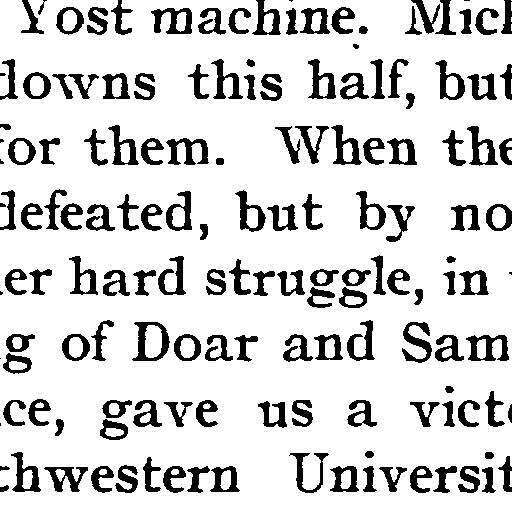 Yost machine. Mich
downs this half, but
for them. When the
defeated, but by no
er hard struggle, in
g of Doar and Sam
ce, gave us a vict
thwestern Universit